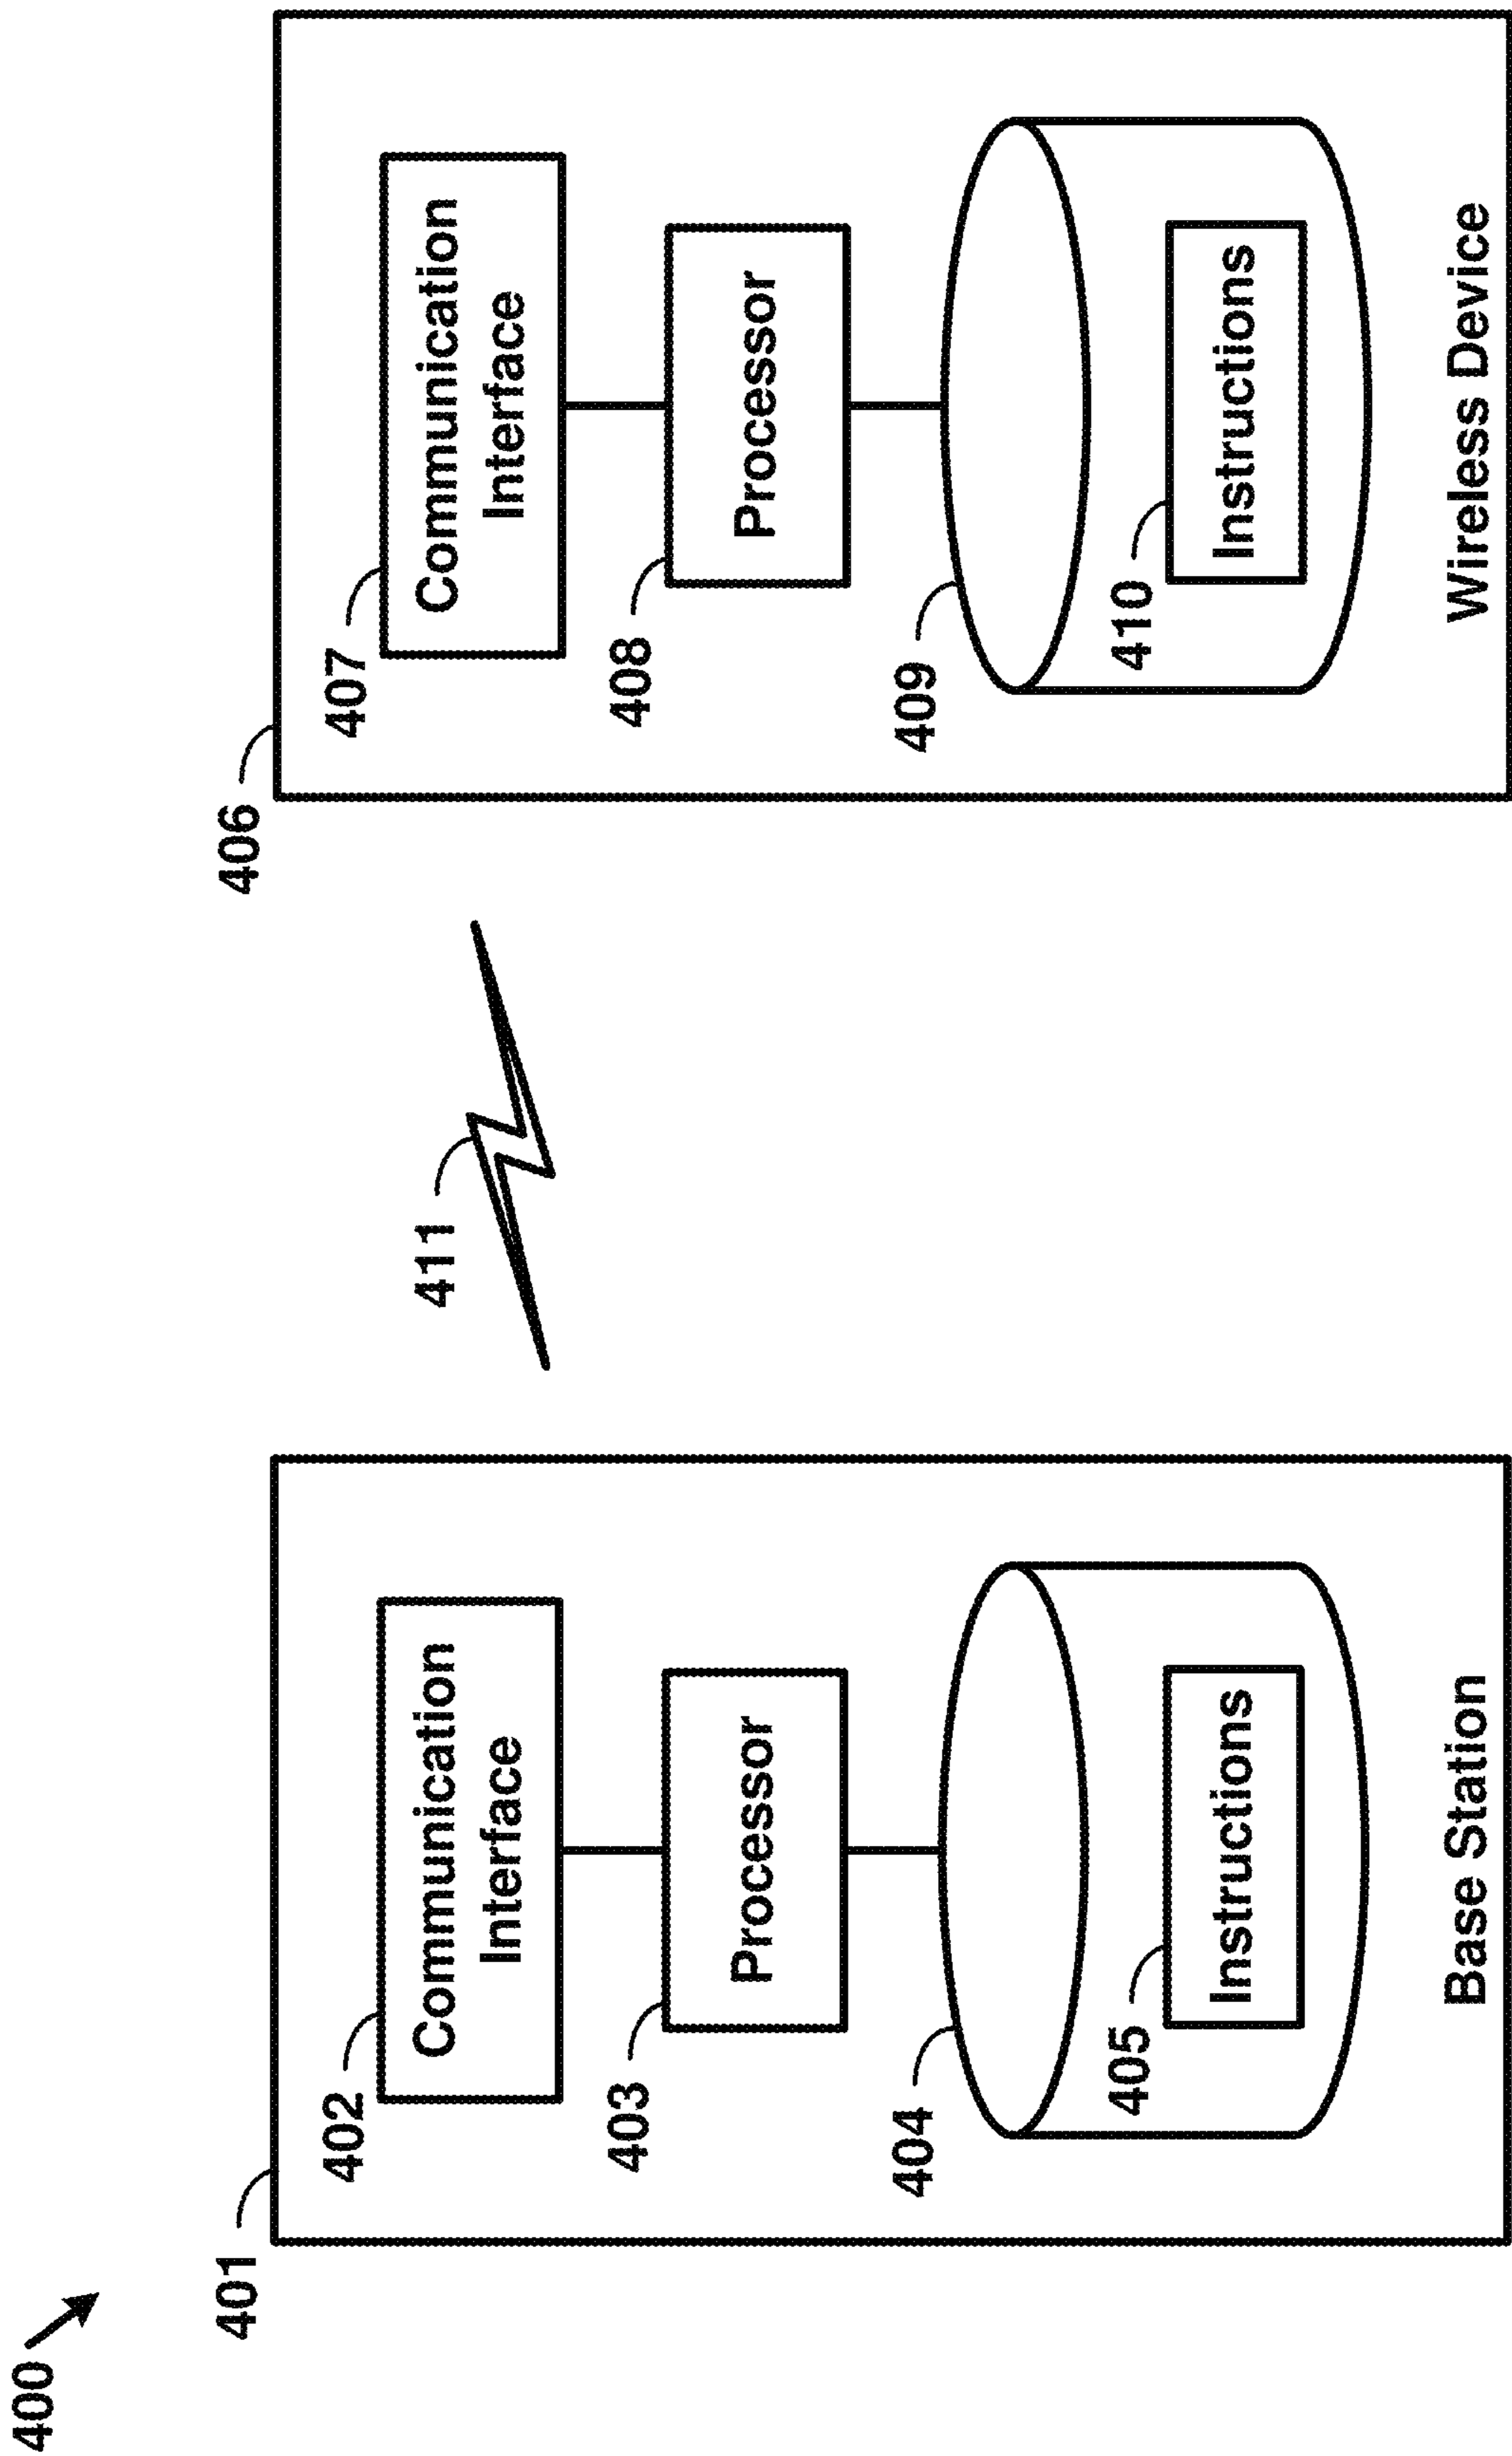 400
401
402
Communication
Interface
403
Processor
404
405
Instructions
Base Station
411
406
407
Communication
Interface
408
Processor
409
410
Instructions
Wireless Device